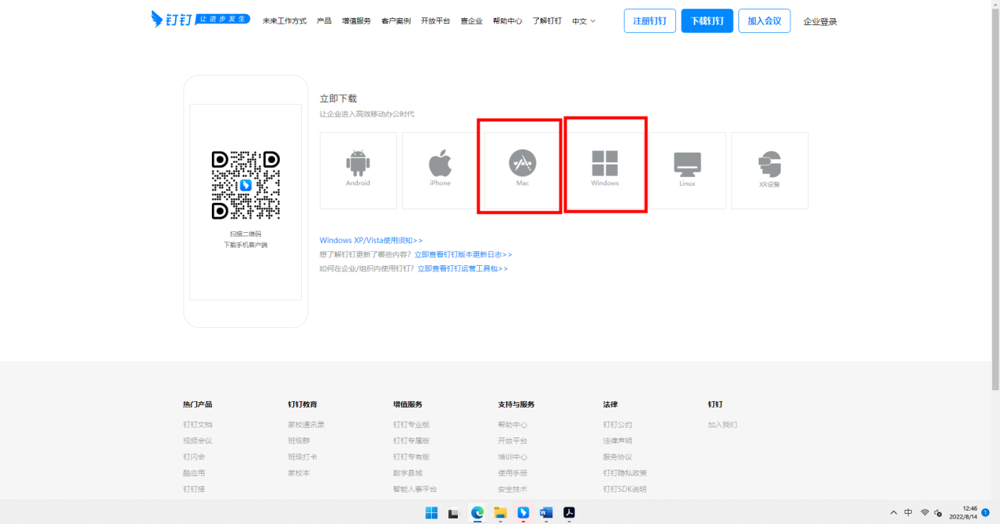 钉钉 让进步发生 未来工作方式 产品 增值服务 客户案例 开放平台 查企业 帮助中心 了解钉钉 中文 注册钉钉 下载钉钉 加入会议 企业登录
立即下载
让企业进入高效移动办公时代
Android iPhone Mac Windows Linux XR设备
扫描二维码
下载手机客户端
Windows XP/Vista使用须知>>
想了解钉钉更新了哪些内容？立即查看钉钉版本更新日志>>
如何在企业/组织内使用钉钉？立即查看钉钉运营工具包>>
热门产品 钉钉教育 增值服务 支持与服务 法律 钉钉
钉钉文档 家校通讯录 钉钉专业版 帮助中心 钉钉公约 加入我们
视频会议 班级群 钉钉专属版 开放平台 法律声明
钉闪会 班级打卡 钉钉专有版 培训中心 服务协议
酷应用 家校本 数字县域 使用手册 钉钉隐私政策
钉钉搭 智能人事平台 安全技术 钉钉SDK说明
中 12:46 1
2022/8/14